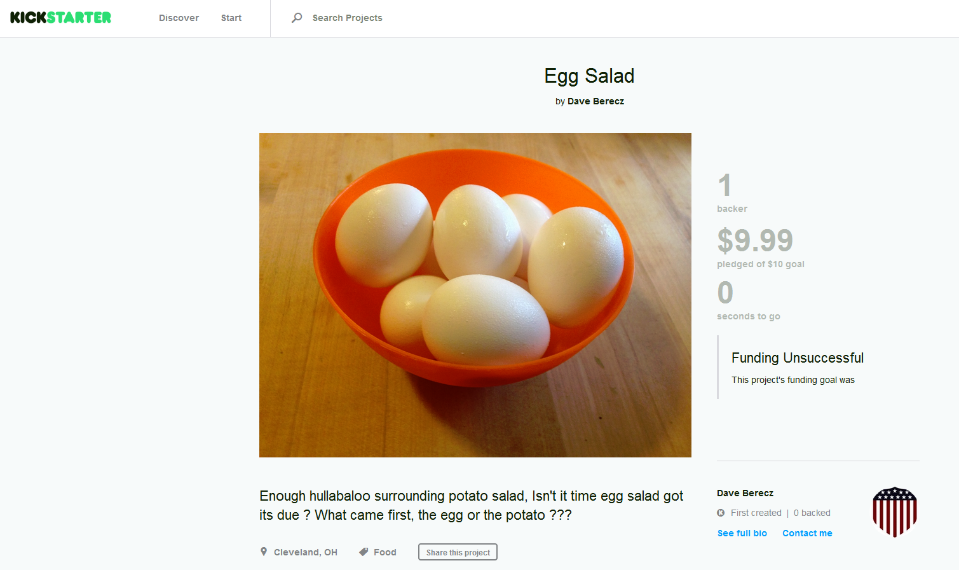 KICKSTARTER Discover Start Search Projects
Egg Salad
by Dave Berecz
1
backer
$9.99
pledged of $10 goal
0
seconds to go
Funding Unsuccessful
This project's funding goal was
Enough hullabaloo surrounding potato salad, Isn't it time egg salad got
its due ? What came first, the egg or the potato ???
Cleveland, OH Food Share this project
Dave Berecz
First created | 0 backed
See full bio Contact me